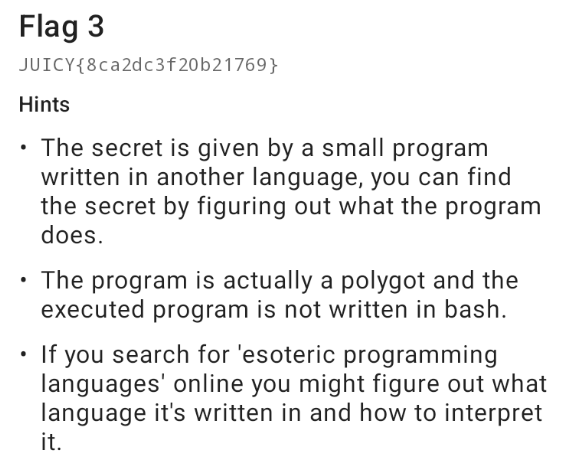 Flag 3
JUICY{8ca2dc3f20b21769}
Hints
• The secret is given by a small program
written in another language, you can find
the secret by figuring out what the program
does.
• The program is actually a polygot and the
executed program is not written in bash.
• If you search for 'esoteric programming
languages' online you might figure out what
language it's written in and how to interpret
it.